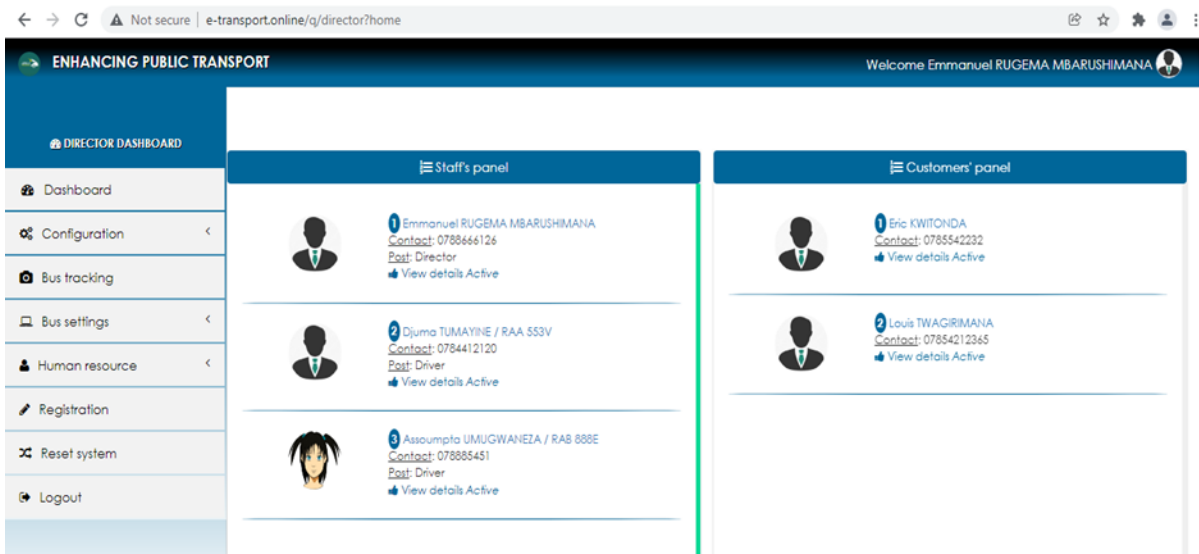 Not secure | e-transport.online/q/director?home
ENHANCING PUBLIC TRANSPORT
Welcome Emmanuel RUGEMA MBARUSHIMANA
DIRECTOR DASHBOARD
Dashboard
Configuration
Bus tracking
Bus settings
Human resource
Registration
Reset system
Logout
Staff's panel
1 Emmanuel RUGEMA MBARUSHIMANA
Contact: 0788666126
Post: Director
View details Active
2 Djuma TUMAYINE / RAA 553V
Contact: 0784412120
Post: Driver
View details Active
3 Assoumpta UMUGWANEZA / RAB 888E
Contact: 078885451
Post: Driver
View details Active
Customers' panel
1 Eric KWITONDA
Contact: 0785542232
View details Active
2 Louis TWAGIRIMANA
Contact: 07854212365
View details Active